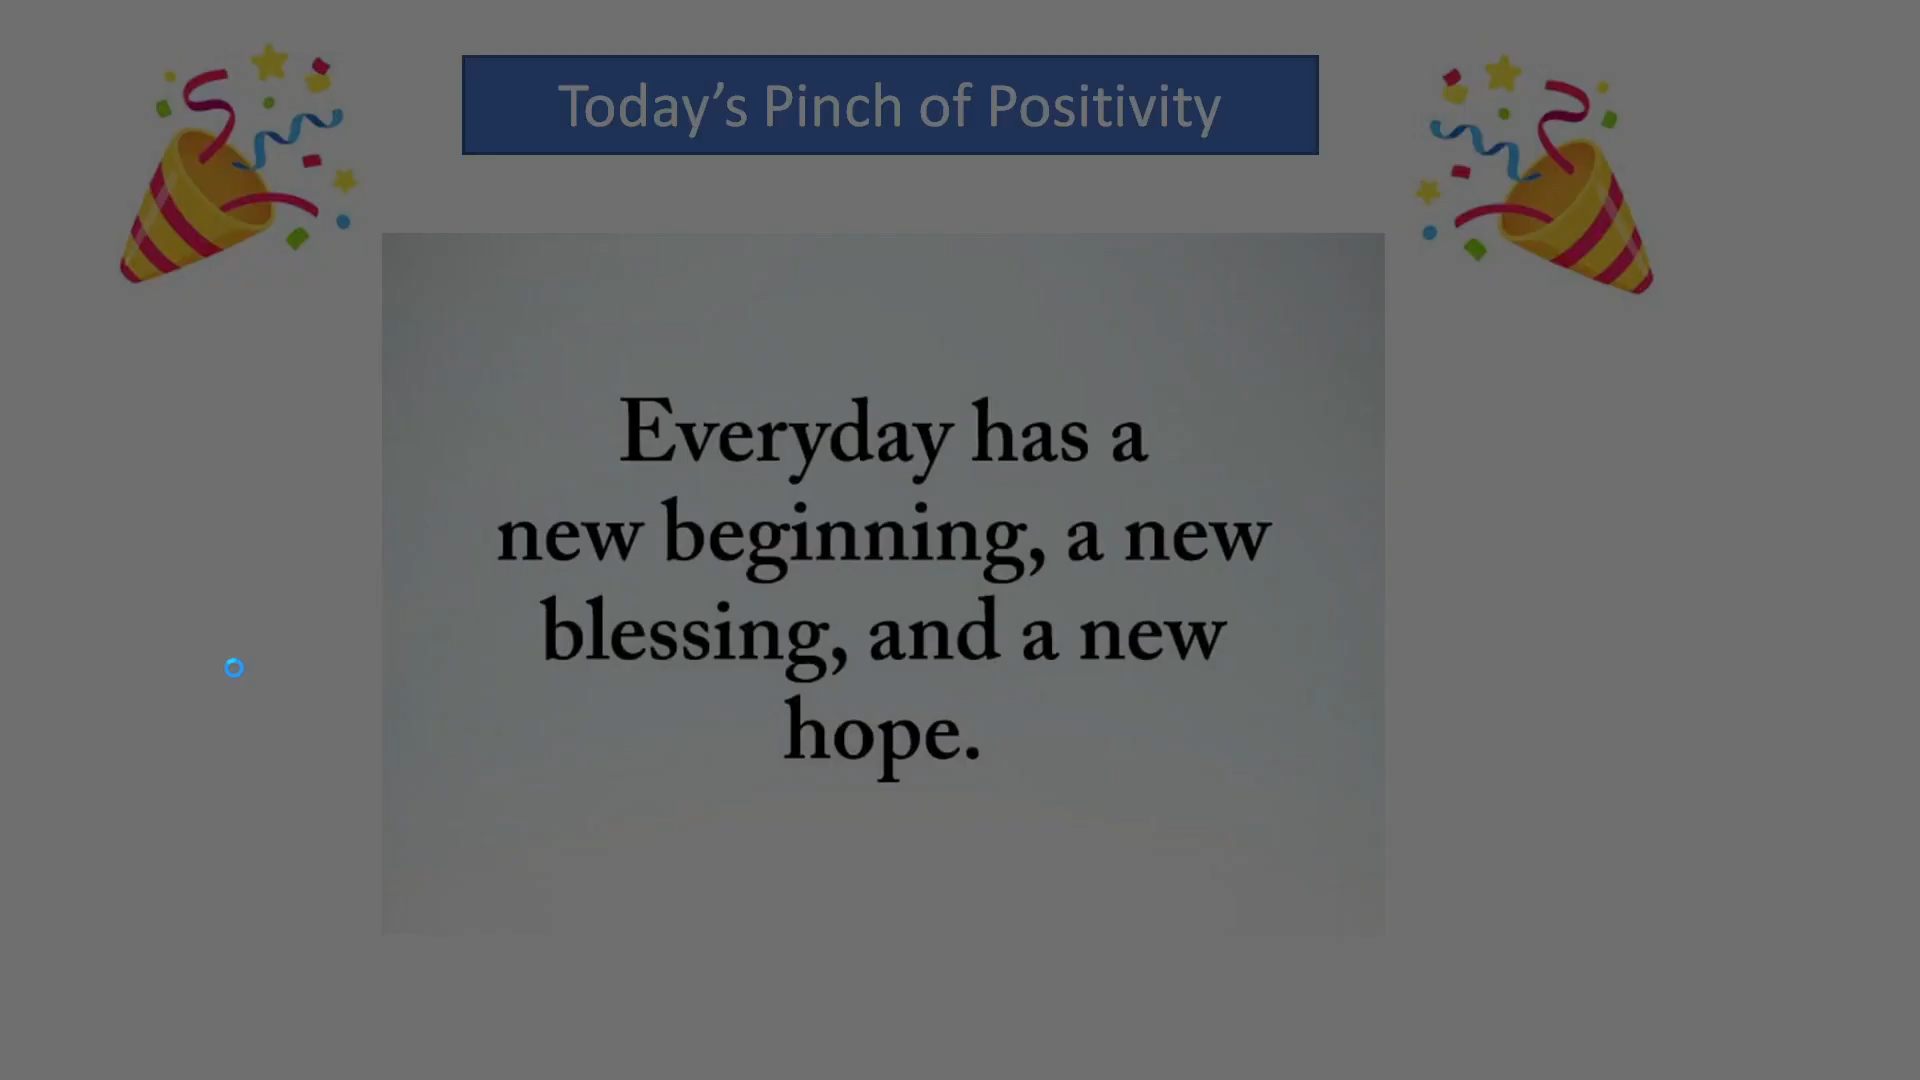 Today’s Pinch of Positivity
Everyday has a
new beginning, a new
blessing, and a new
hope.